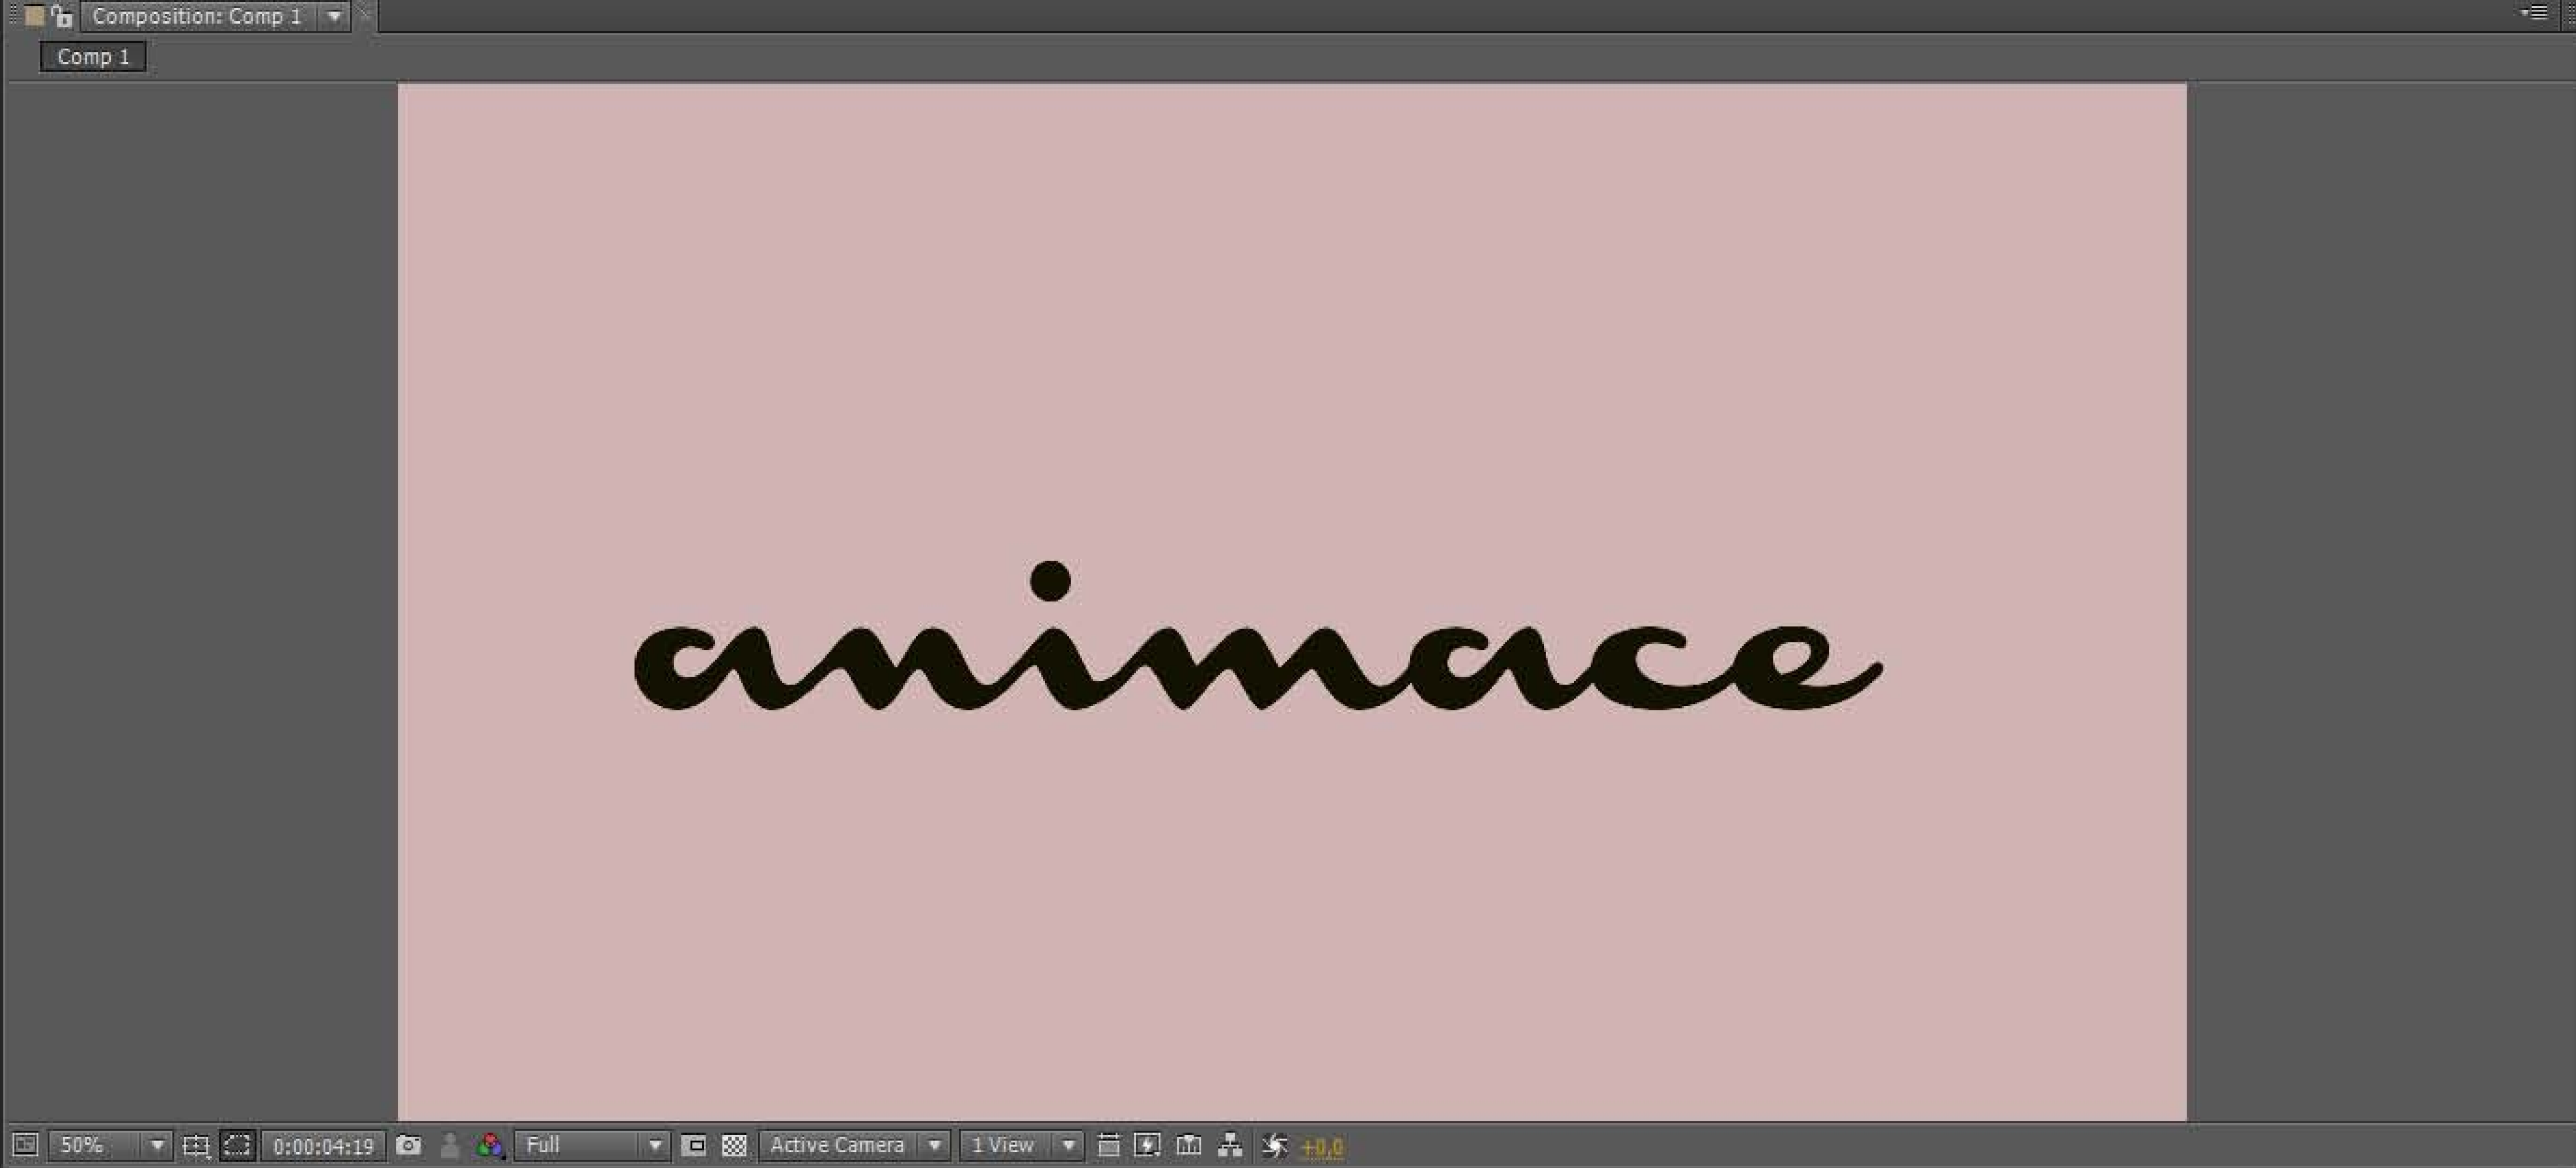 Composition: Comp 1
Comp 1
animace
50% 0:00:04:19 Full Active Camera 1 View +0,0